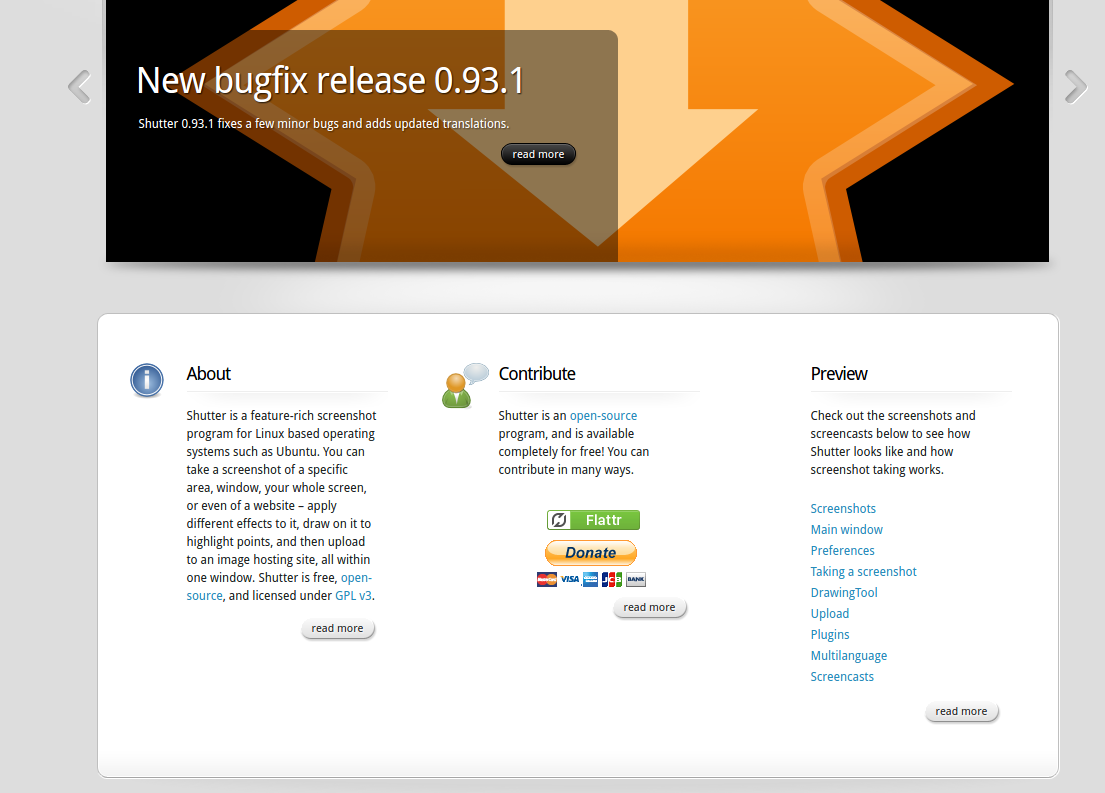 New bugfix release 0.93.1
Shutter 0.93.1 fixes a few minor bugs and adds updated translations.
read more
About
Shutter is a feature-rich screenshot
program for Linux based operating
systems such as Ubuntu. You can
take a screenshot of a specific
area, window, your whole screen,
or even of a website – apply
different effects to it, draw on it to
highlight points, and then upload
to an image hosting site, all within
one window. Shutter is free, open-
source, and licensed under GPL v3.
read more
Contribute
Shutter is an open-source
program, and is available
completely for free! You can
contribute in many ways.
Flattr
Donate
MasterCard VISA AMERICAN EXPRESS JCB BANK
read more
Preview
Check out the screenshots and
screencasts below to see how
Shutter looks like and how
screenshot taking works.
Screenshots
Main window
Preferences
Taking a screenshot
DrawingTool
Upload
Plugins
Multilanguage
Screencasts
read more